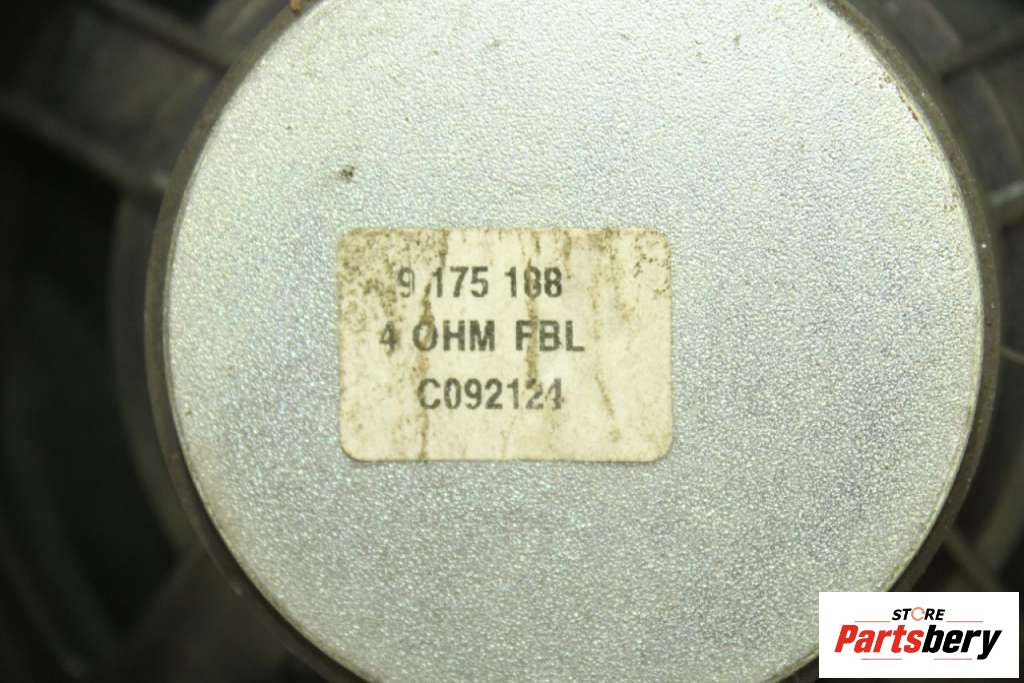 9 175 108
4 OHM FBL
C092124
STORE
Partsbery